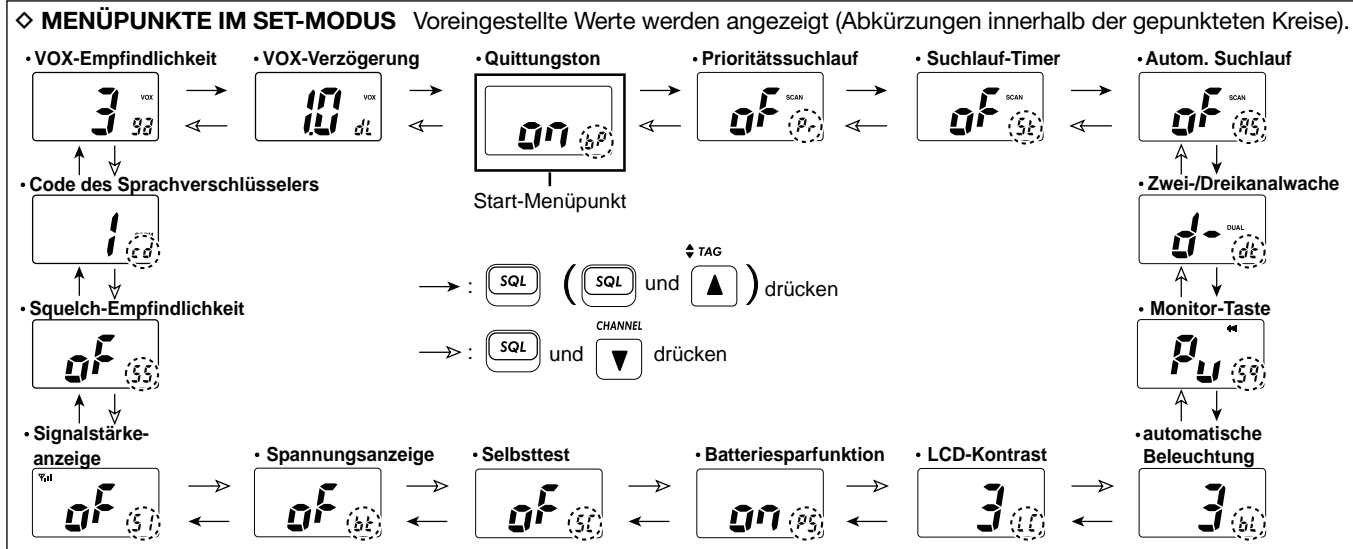 ◇ MENÜPUNKTE IM SET-MODUS Voreingestellte Werte werden angezeigt (Abkürzungen innerhalb der gepunkteten Kreise).
• VOX-Empfindlichkeit • VOX-Verzögerung • Quittungston • Prioritätssuchlauf • Suchlauf-Timer • Autom. Suchlauf
3 VOX 1.0 VOX dL on bP oF SCAN Pr oF SCAN St oF SCAN AS
• Code des Sprachverschlüsselers
1 cd
Start-Menüpunkt
• Zwei-/Dreikanalwache
d- DUAL dt
: SQL ( SQL und TAG ▲ ) drücken
: SQL und CHANNEL ▼ drücken
• Squelch-Empfindlichkeit
oF SS
• Monitor-Taste
Pu S9
• Signalstärke-
anzeige
• Spannungsanzeige • Selbsttest • Batteriesparfunktion • LCD-Kontrast
• automatische
Beleuchtung
oF SI oF bt oF SC on PS 3 LC 3 bL